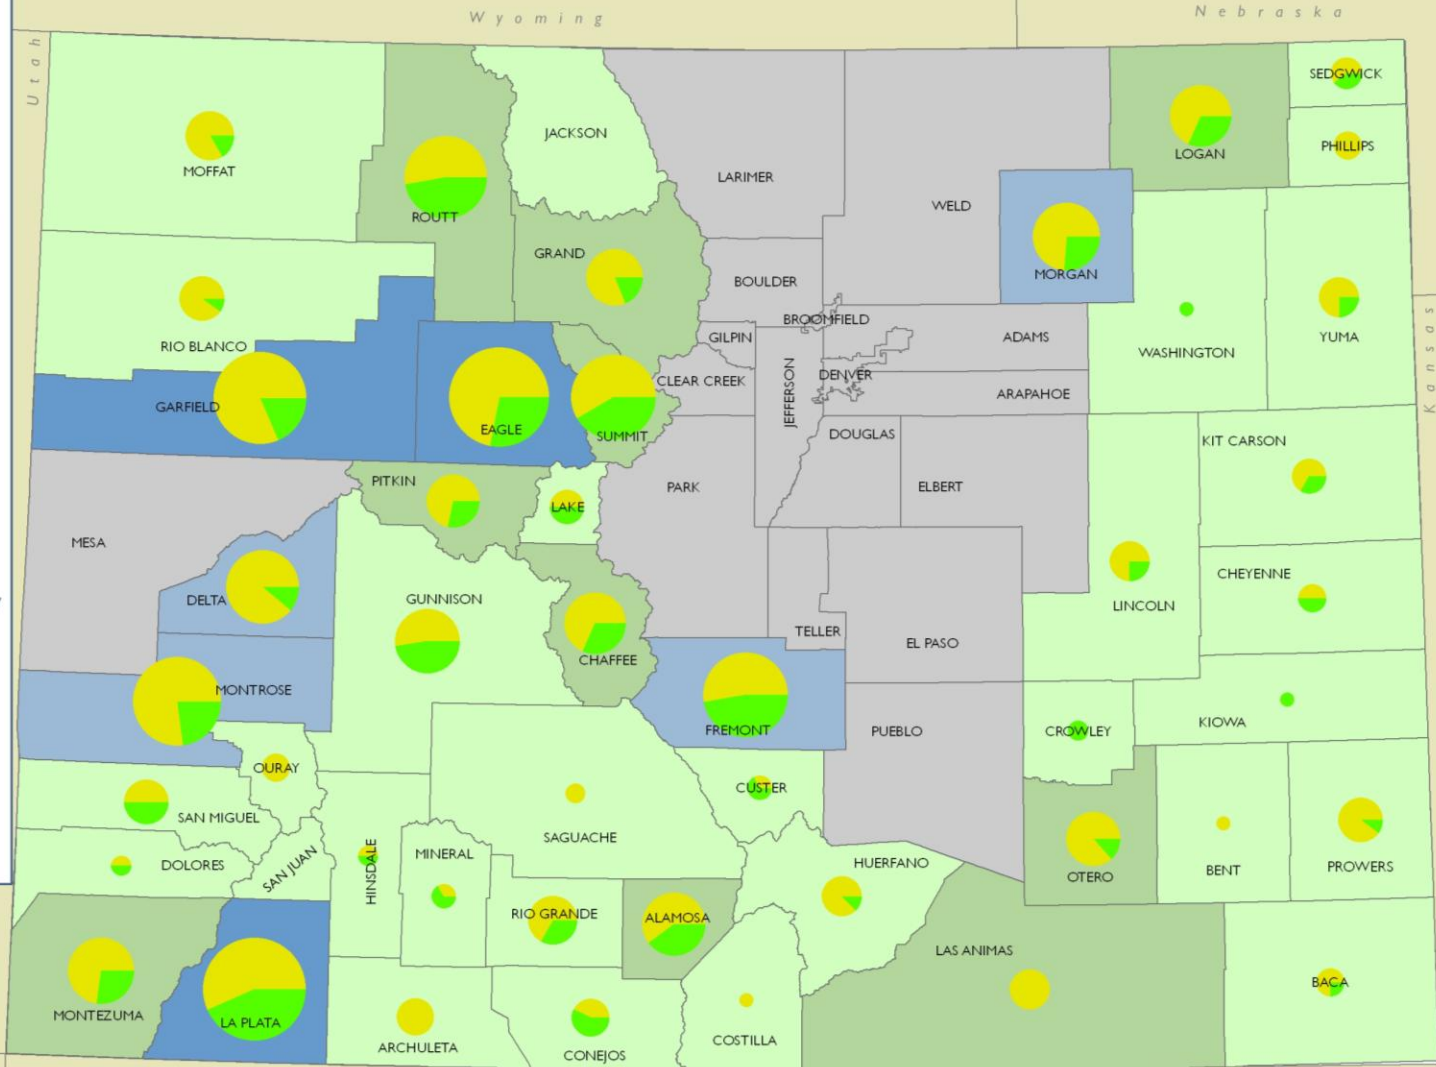 Wyoming
Nebraska
Utah
SEDGWICK
JACKSON
PHILLIPS
LOGAN
MOFFAT
LARIMER
WELD
ROUTT
GRAND
MORGAN
BOULDER
BROOMFIELD
GILPIN
ADAMS
YUMA
Kansas
RIO BLANCO
WASHINGTON
CLEAR CREEK
DENVER
JEFFERSON
ARAPAHOE
GARFIELD
EAGLE
SUMMIT
DOUGLAS
KIT CARSON
PITKIN
PARK
ELBERT
LAKE
MESA
CHEYENNE
DELTA
GUNNISON
LINCOLN
TELLER
EL PASO
CHAFFEE
MONTROSE
FREMONT
PUEBLO
CROWLEY
KIOWA
OURAY
CUSTER
SAN MIGUEL
SAGUACHE
DOLORES
SAN JUAN
HINSDALE
MINERAL
HUERFANO
OTERO
BENT
PROWERS
RIO GRANDE
ALAMOSA
LAS ANIMAS
BACA
MONTEZUMA
LA PLATA
ARCHULETA
CONEJOS
COSTILLA